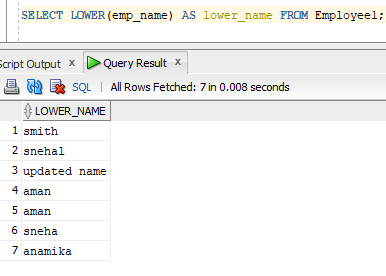 SELECT LOWER(emp_name) AS lower_name FROM Employee1;
Script Output x Query Result x
SQL | All Rows Fetched: 7 in 0.008 seconds
LOWER_NAME
1 smith
2 snehal
3 updated name
4 aman
5 aman
6 sneha
7 anamika